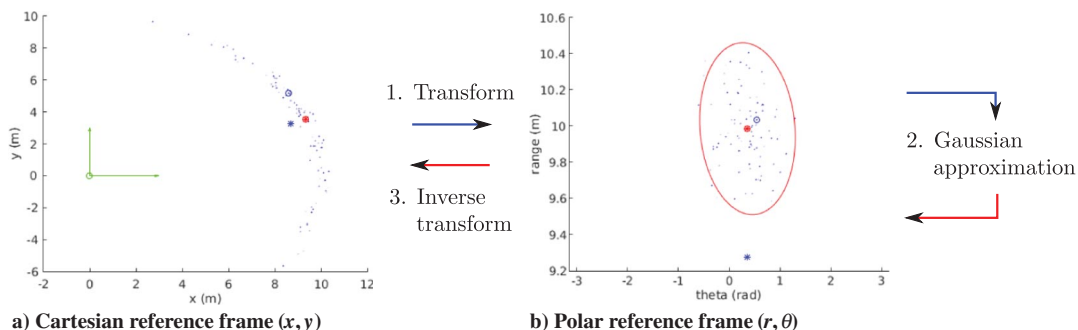 10
8
6
4
2
0
-2
-4
-6
y (m)
-2 0 2 4 6 8 10 12
x (m)
a) Cartesian reference frame (x, y)
1. Transform
3. Inverse
transform
10.6
10.4
10.2
10
9.8
9.6
9.4
9.2
range (m)
-3 -2 -1 0 1 2 3
theta (rad)
b) Polar reference frame (r, θ)
2. Gaussian
approximation